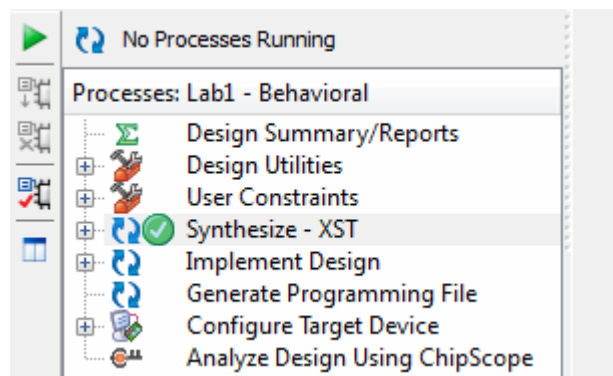 No Processes Running
Processes: Lab1 - Behavioral
Design Summary/Reports
Design Utilities
User Constraints
Synthesize - XST
Implement Design
Generate Programming File
Configure Target Device
Analyze Design Using ChipScope